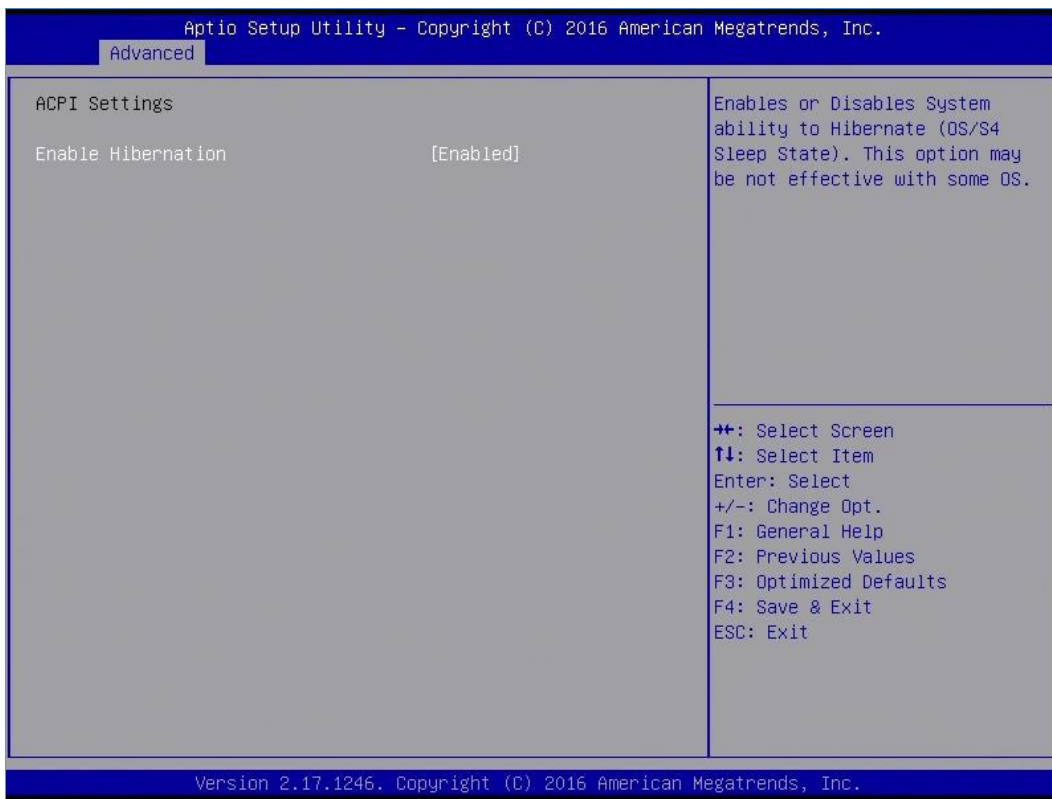 Aptio Setup Utility – Copyright (C) 2016 American Megatrends, Inc.
Advanced
ACPI Settings
Enable Hibernation [Enabled]
Enables or Disables System
ability to Hibernate (OS/S4
Sleep State). This option may
be not effective with some OS.
→←: Select Screen
↑↓: Select Item
Enter: Select
+/-: Change Opt.
F1: General Help
F2: Previous Values
F3: Optimized Defaults
F4: Save & Exit
ESC: Exit
Version 2.17.1246. Copyright (C) 2016 American Megatrends, Inc.